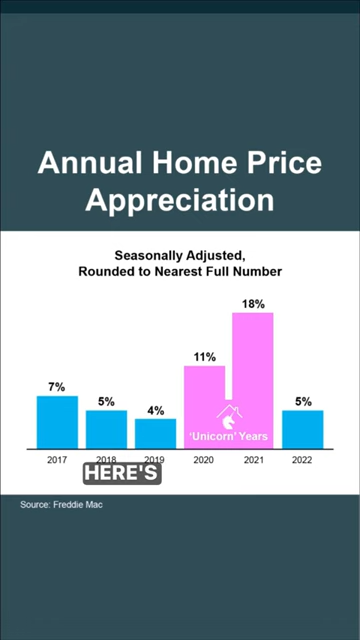 Annual Home Price
Appreciation
Seasonally Adjusted,
Rounded to Nearest Full Number
18%
11%
7%
5%
4%
5%
'Unicorn' Years
2017 2018 2019 2020 2021 2022
HERE'S
Source: Freddie Mac